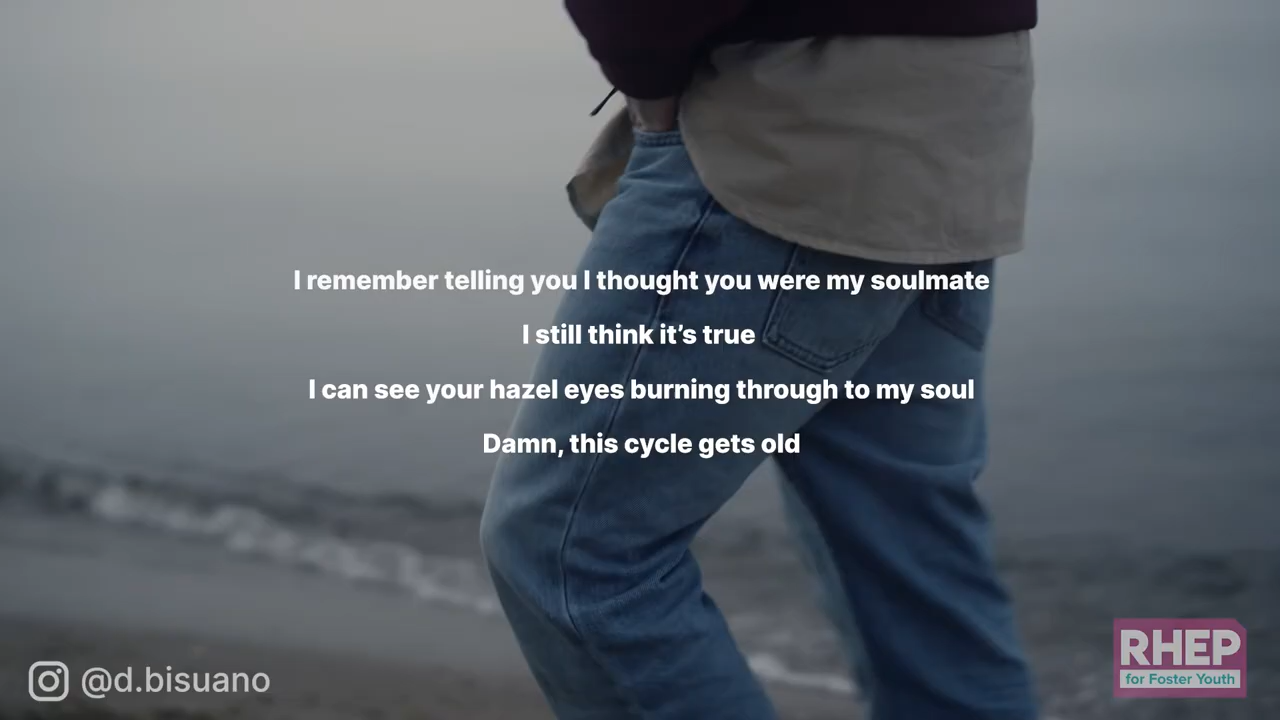 I remember telling you I thought you were my soulmate
I still think it’s true
I can see your hazel eyes burning through to my soul
Damn, this cycle gets old
@d.bisuano
RHEP
for Foster Youth